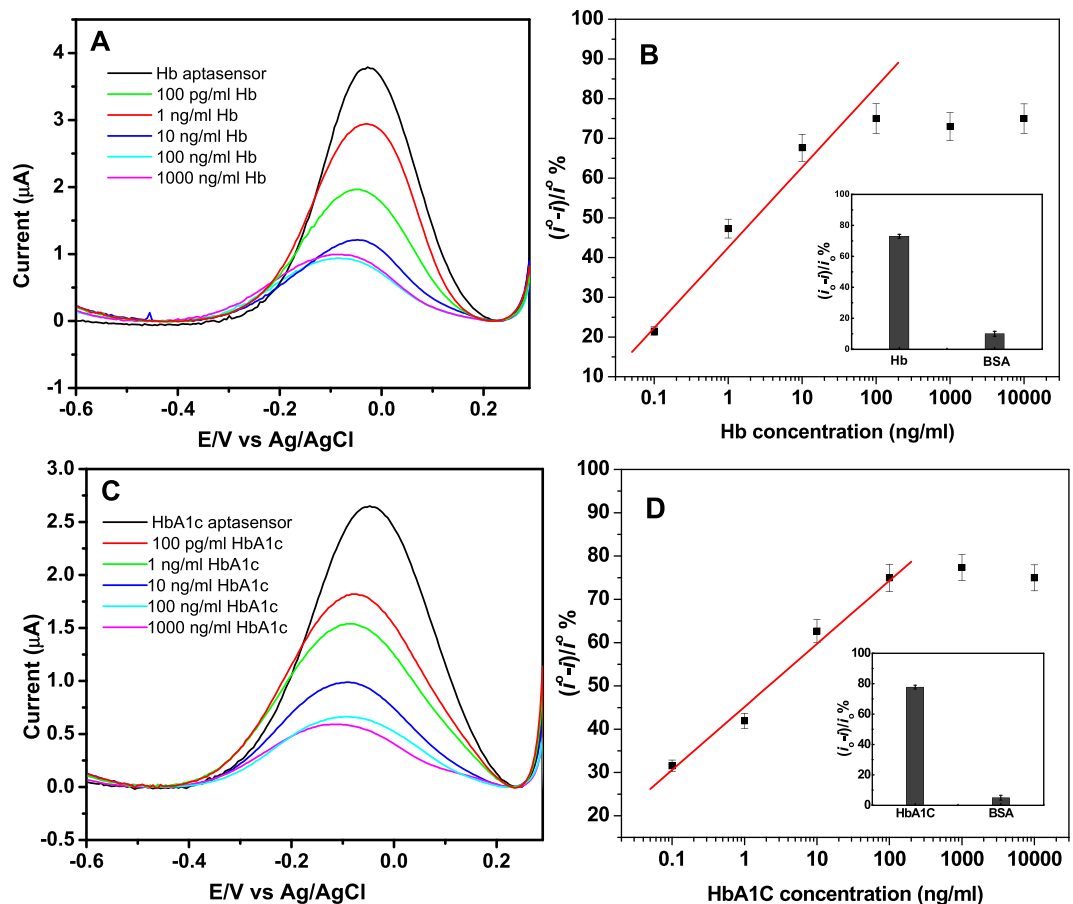 A
Hb aptasensor
100 pg/ml Hb
1 ng/ml Hb
10 ng/ml Hb
100 ng/ml Hb
1000 ng/ml Hb
4
3
2
1
0
-1
Current (μA)
-0.6
-0.4
-0.2
0.0
0.2
E/V vs Ag/AgCl
B
100
90
80
70
60
50
40
30
20
10
(iº-i)/iº %
0.1
1
10
100
1000
10000
Hb concentration (ng/ml)
100
80
60
40
20
0
(iₒ-i)/iₒ%
Hb
BSA
C
HbA1c aptasensor
100 pg/ml HbA1c
1 ng/ml HbA1c
10 ng/ml HbA1c
100 ng/ml HbA1c
1000 ng/ml HbA1c
3.0
2.5
2.0
1.5
1.0
0.5
0.0
-0.5
Current (μA)
-0.6
-0.4
-0.2
0.0
0.2
E/V vs Ag/AgCl
D
100
90
80
70
60
50
40
30
20
(iº-i)/iº %
0.1
1
10
100
1000
10000
HbA1C concentration (ng/ml)
100
80
60
40
20
0
(iₒ-i)/iₒ%
HbA1C
BSA